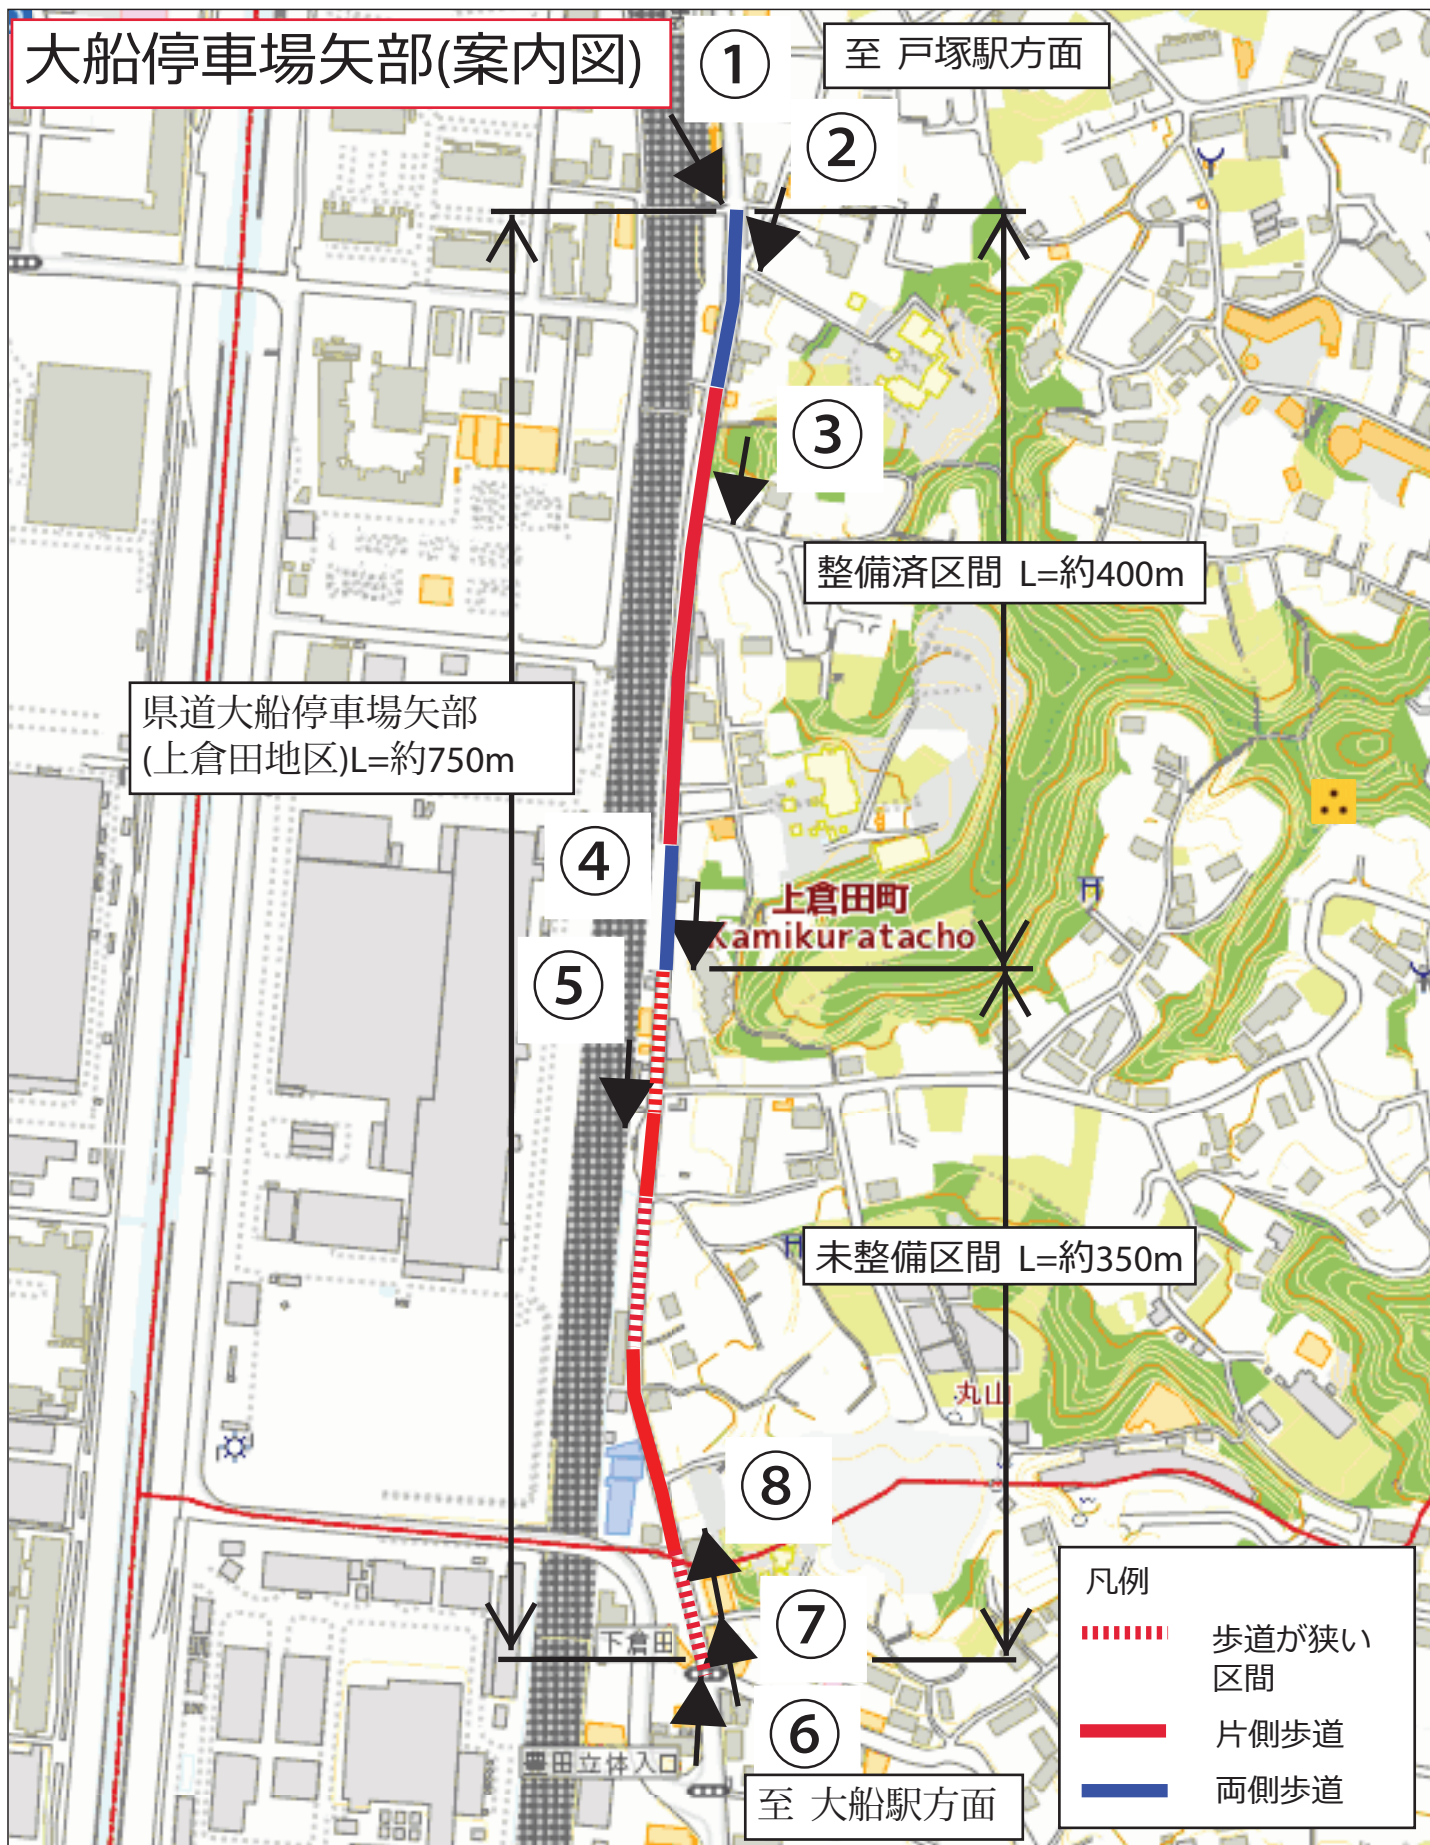 大船停車場矢部(案内図)
①
至 戸塚駅方面
②
③
整備済区間 L=約400m
県道大船停車場矢部
(上倉田地区)L=約750m
④
上倉田町
Kamikuratacho
⑤
未整備区間 L=約350m
丸山
⑧
⑦
下倉田
⑥
豊田立体入口
至 大船駅方面
凡例
歩道が狭い
区間
片側歩道
両側歩道